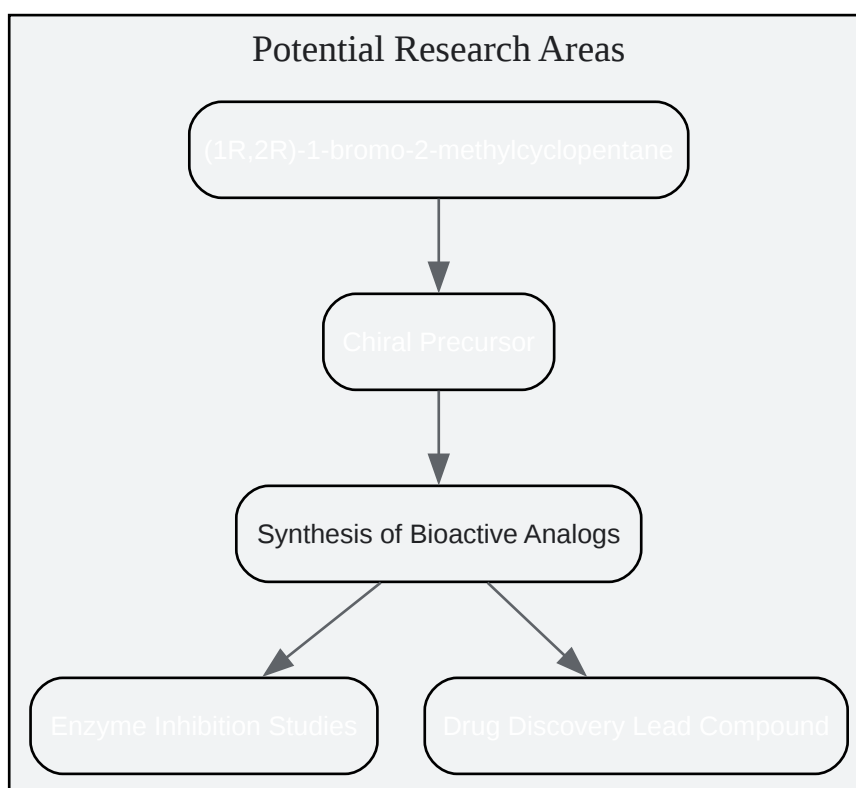 Potential Research Areas
(1R,2R)-1-bromo-2-methylcyclopentane
Chiral Precursor
Synthesis of Bioactive Analogs
Enzyme Inhibition Studies
Drug Discovery Lead Compound